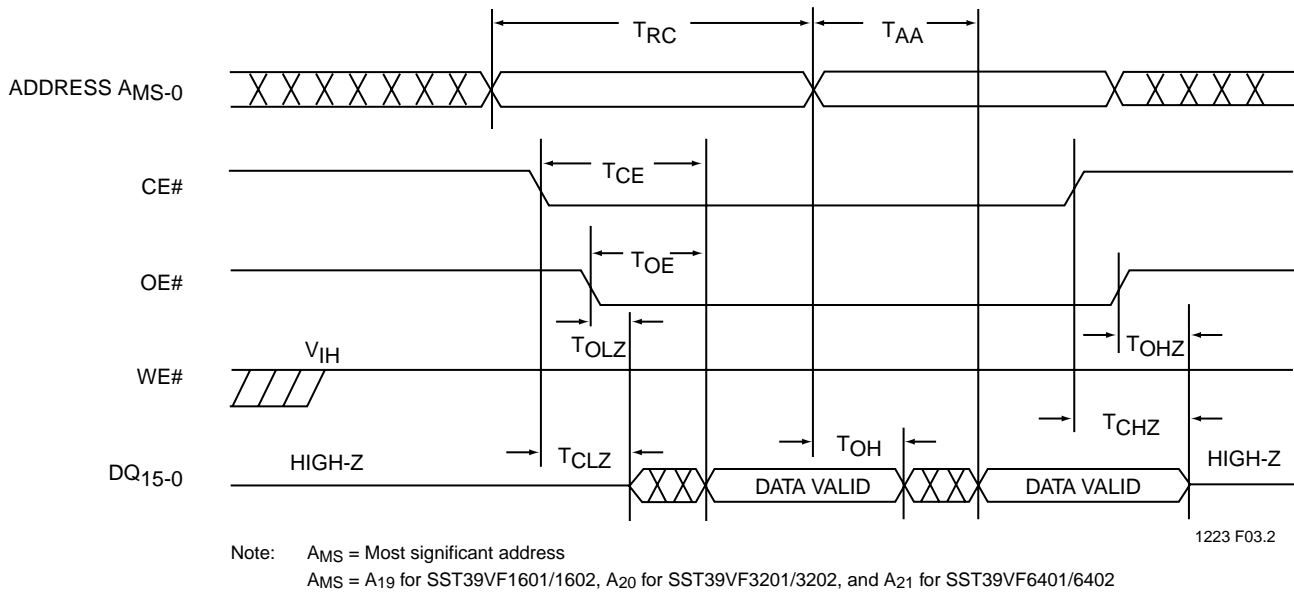 TRC TAA
ADDRESS AMS-0
TCE
CE#
TOE
OE#
TOLZ TOHZ
VIH
WE#
TCLZ TOH TCHZ
HIGH-Z HIGH-Z
DQ15-0
DATA VALID DATA VALID
1223 F03.2
Note: AMS = Most significant address
AMS = A19 for SST39VF1601/1602, A20 for SST39VF3201/3202, and A21 for SST39VF6401/6402